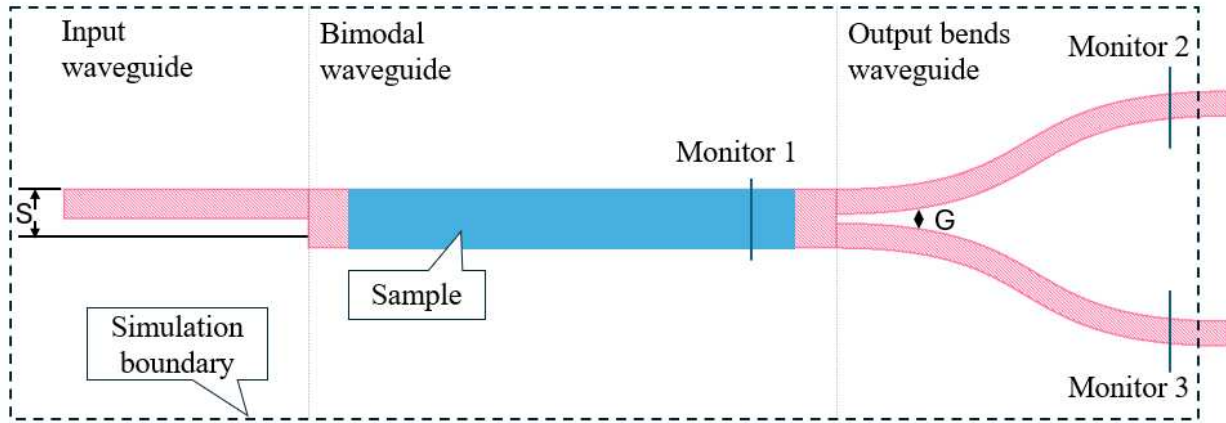 Input
waveguide
Bimodal
waveguide
Output bends
waveguide
Monitor 2
Monitor 1
S
G
Sample
Simulation
boundary
Monitor 3